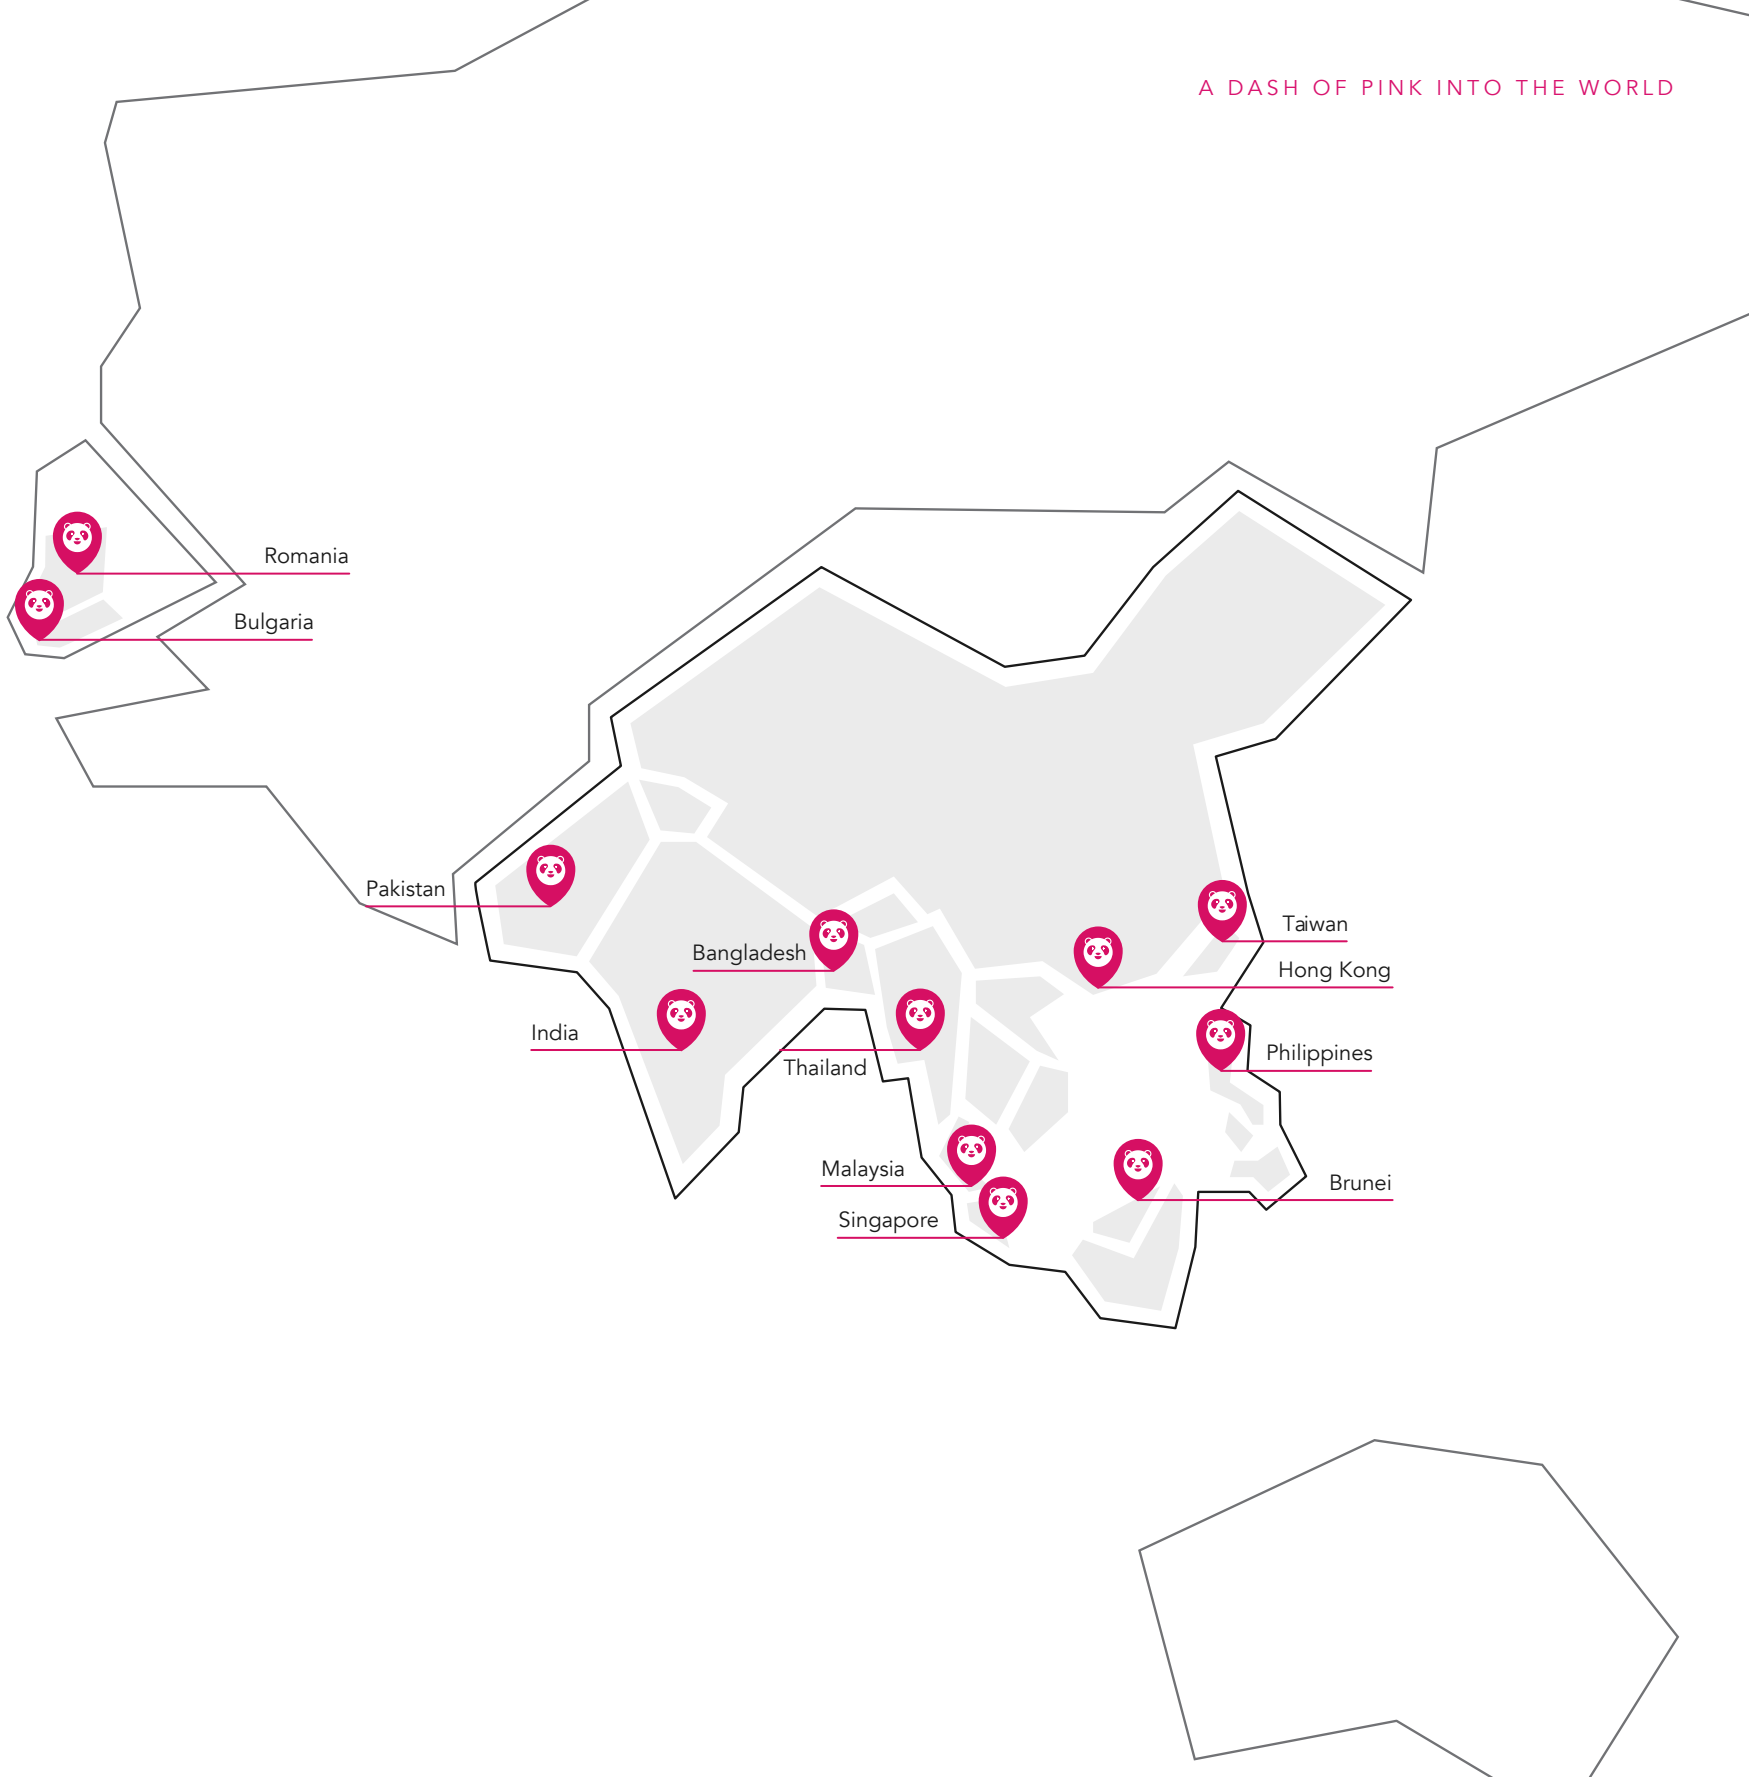 A DASH OF PINK INTO THE WORLD
Romania
Bulgaria
Pakistan
Taiwan
Bangladesh
Hong Kong
India
Philippines
Thailand
Malaysia
Brunei
Singapore